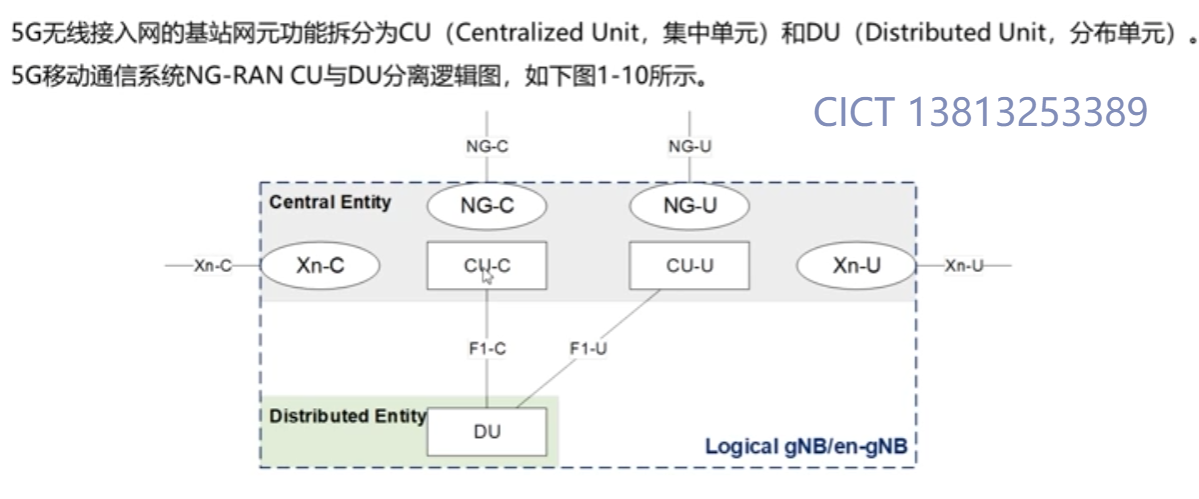 5G无线接入网的基站网元功能拆分为CU（Centralized Unit，集中单元）和DU（Distributed Unit，分布单元）。
5G移动通信系统NG-RAN CU与DU分离逻辑图，如下图1-10所示。
CICT 13813253389
NG-C NG-U
Central Entity NG-C NG-U
Xn-C Xn-C CU-C CU-U Xn-U Xn-U
F1-C F1-U
Distributed Entity DU
Logical gNB/en-gNB